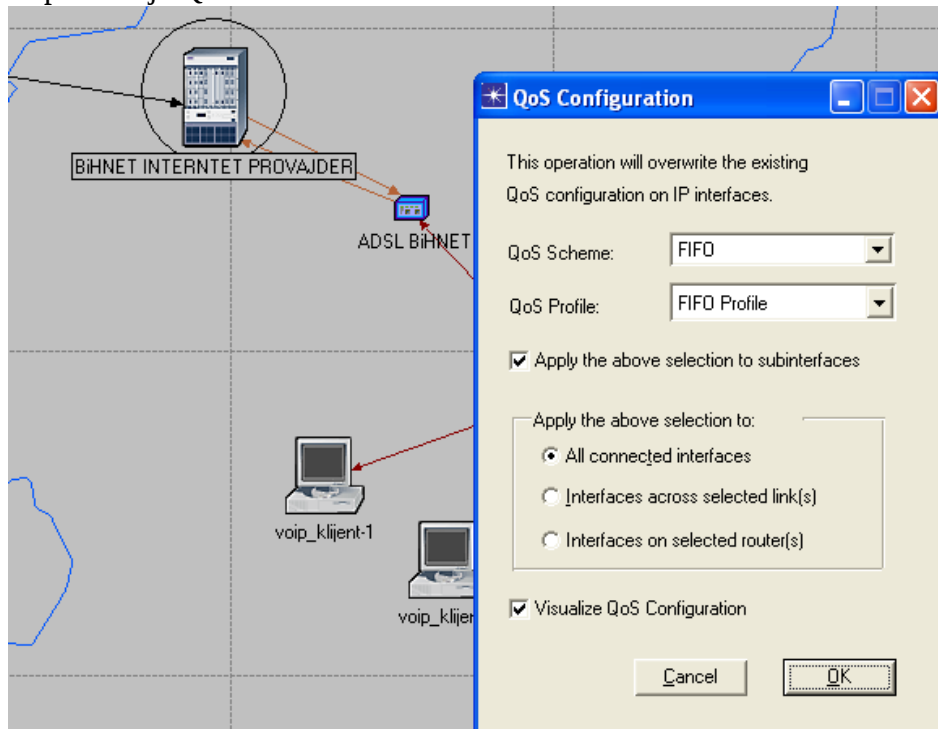 BiHNET INTERNTET PROVAJDER
ADSL BiHNET
voip_klijent-1
QoS Configuration
This operation will overwrite the existing
QoS configuration on IP interfaces.
QoS Scheme: FIFO
QoS Profile: FIFO Profile
Apply the above selection to subinterfaces
Apply the above selection to:
All connected interfaces
Interfaces across selected link(s)
Interfaces on selected router(s)
Visualize QoS Configuration
Cancel OK